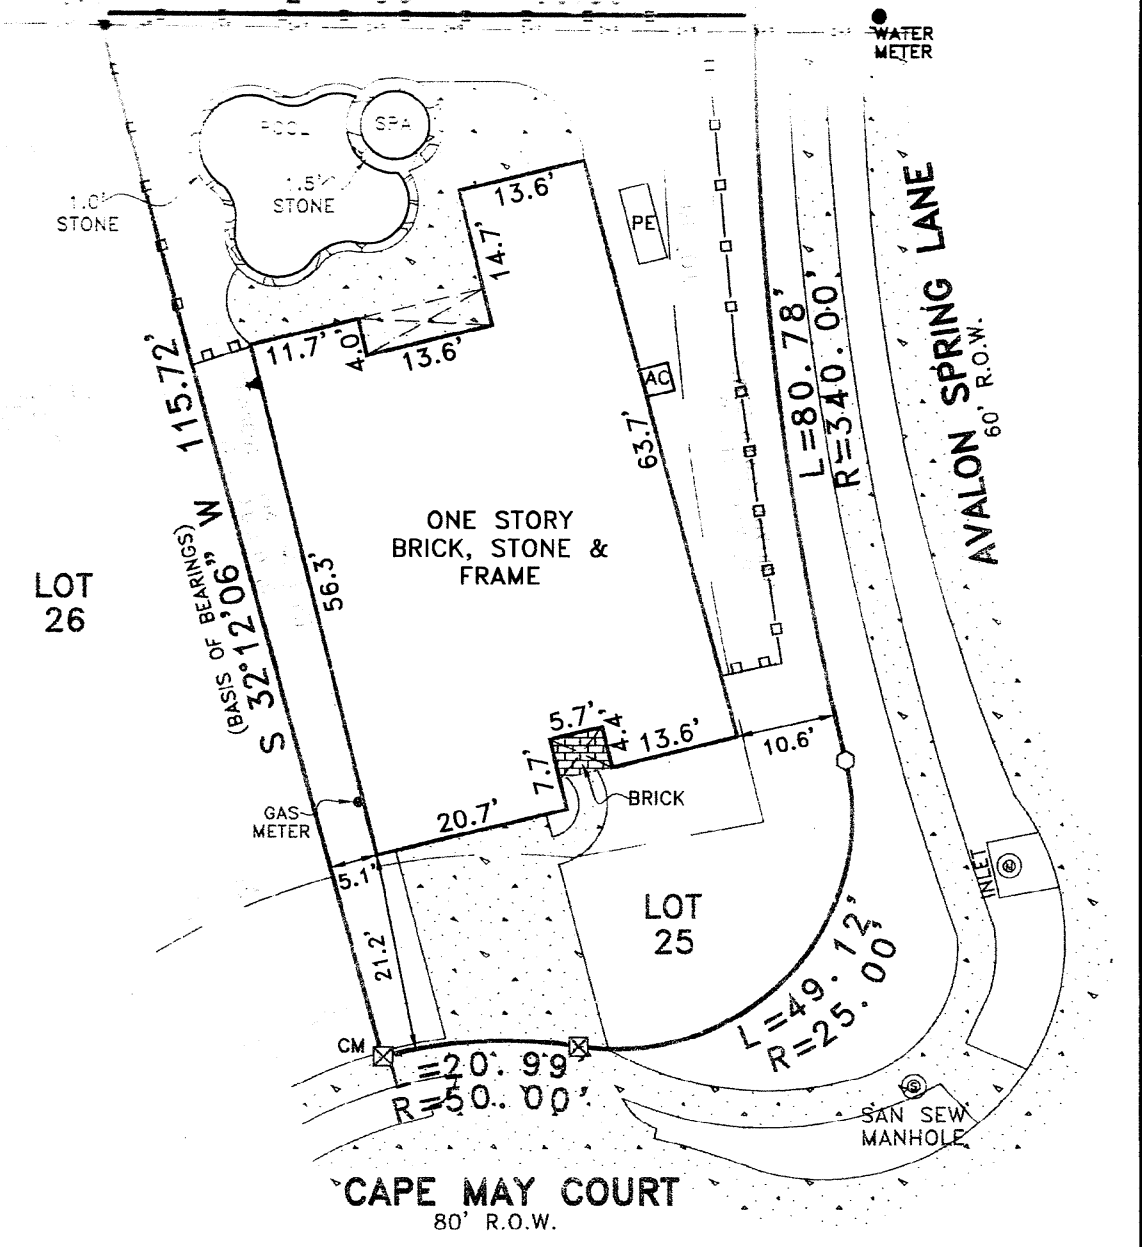 WATER
METER
POOL
SPA
1.0'
STONE
1.5'
STONE
13.6'
14.7'
PE
11.7'
4.0'
13.6'
AC
63.7'
115.72'
L=80.78'
R=340.00'
AVALON SPRING LANE
60' R.O.W.
ONE STORY
BRICK, STONE &
FRAME
56.3'
LOT
26
S 32°12'06" W
(BASIS OF BEARINGS)
5.7'
4.4'
13.6'
7.7'
10.6'
BRICK
GAS
METER
20.7'
5.1'
21.2'
LOT
25
INLET
L=49.12'
R=25.00'
CM
=20.99'
R=50.00'
S
SAN SEW
MANHOLE
CAPE MAY COURT
80' R.O.W.